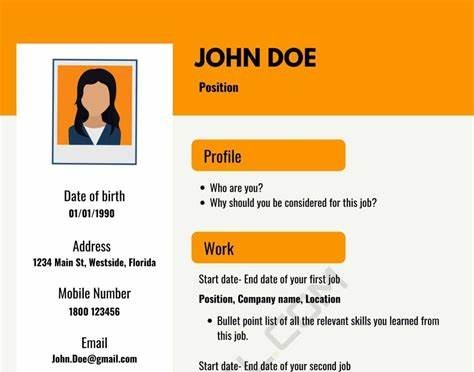 JOHN DOE
Position
Date of birth
01/01/1990
Address
1234 Main St, Westside, Florida
Mobile Number
1800 123456
Email
John.Doe@gmail.com
Profile
• Who are you?
• Why should you be considered for this job?
Work
Start date- End date of your first job
Position, Company name, Location
• Bullet point list of all the relevant skills you learned from
this job.
Start date- End date of your second job
L.COM